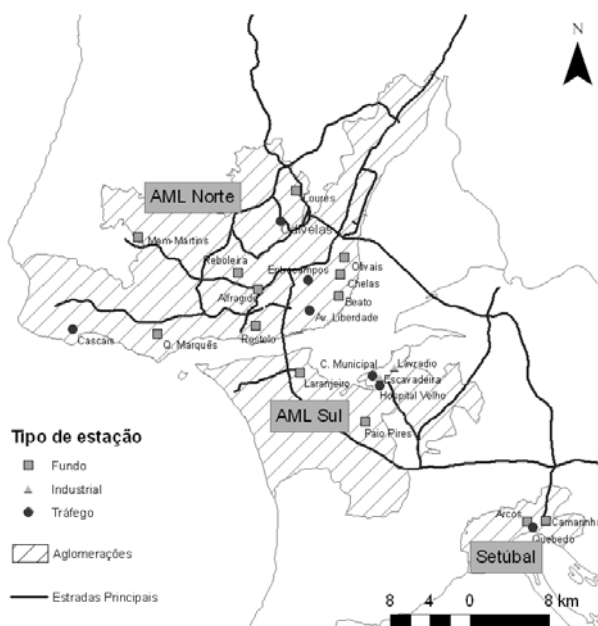 N
AML Norte
Loures
Odivelas
Mem-Martins
Reboleira
Entrecampos
Olivais
Chelas
Alfragide
Beato
Av. Liberdade
Cascais
Q. Marquês
Restelo
C. Municipal
Lavradio
Escavadeira
Hospital Velho
Laranjeiro
AML Sul
Paio Pires
Tipo de estação
Fundo
Industrial
Tráfego
Arcos
Camarinha
Quebedo
Setúbal
Aglomerações
Estradas Principais
8 4 0 8 km